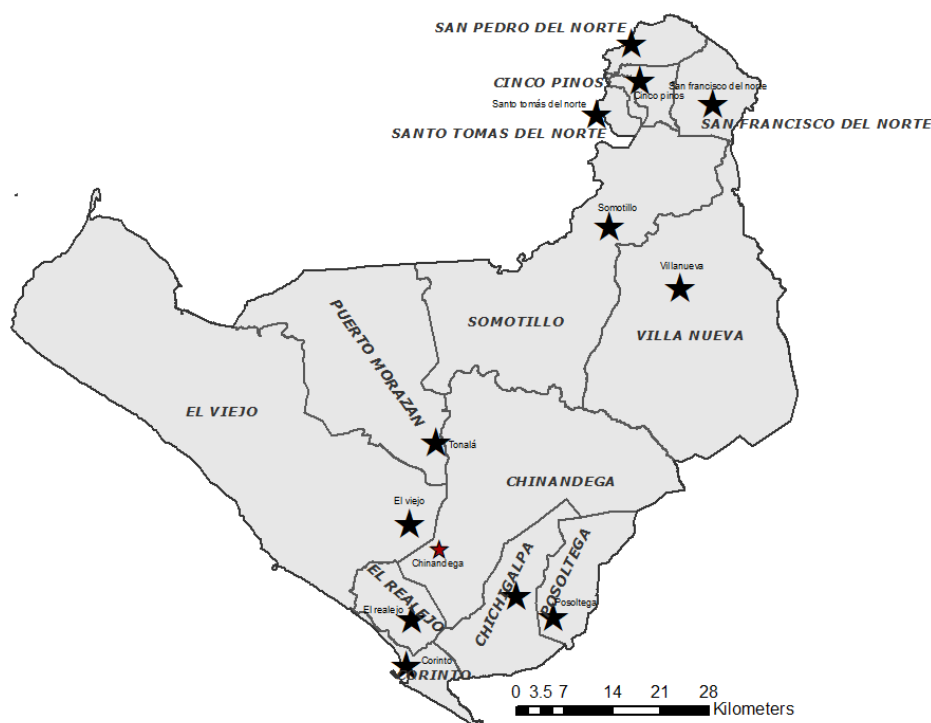 SAN PEDRO DEL NORTE
CINCO PINOS
San francisco del norte
Cinco pinos
Santo tomás del norte
SANTO TOMAS DEL NORTE
SAN FRANCISCO DEL NORTE
Somotillo
Villanueva
SOMOTILLO
VILLA NUEVA
PUERTO MORAZAN
EL VIEJO
Tonalá
CHINANDEGA
El viejo
Chinandega
EL REALEJO
CHICHIGALPA
POSOLTEGA
El realejo
Posoltega
Corinto
CORINTO
0 3.5 7 14 21 28
Kilometers